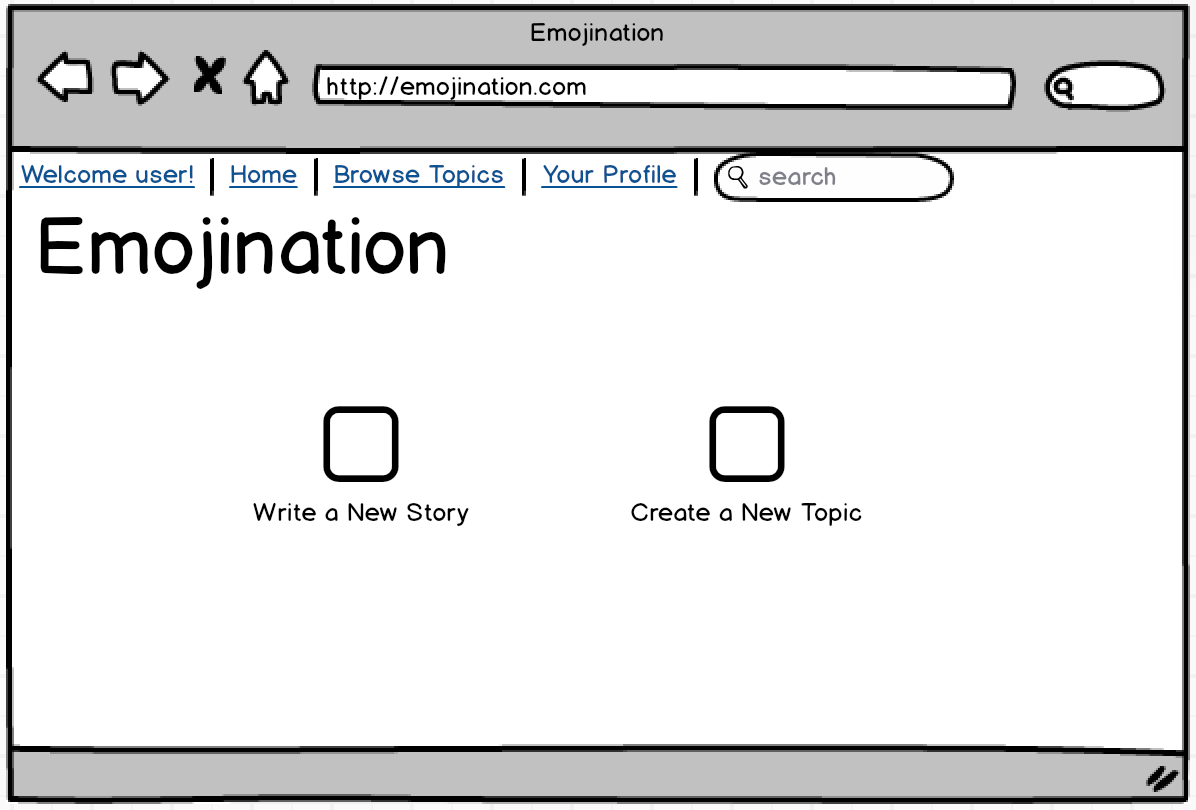 Emojination
http://emojination.com
Welcome user! Home Browse Topics Your Profile search
Emojination
Write a New Story Create a New Topic